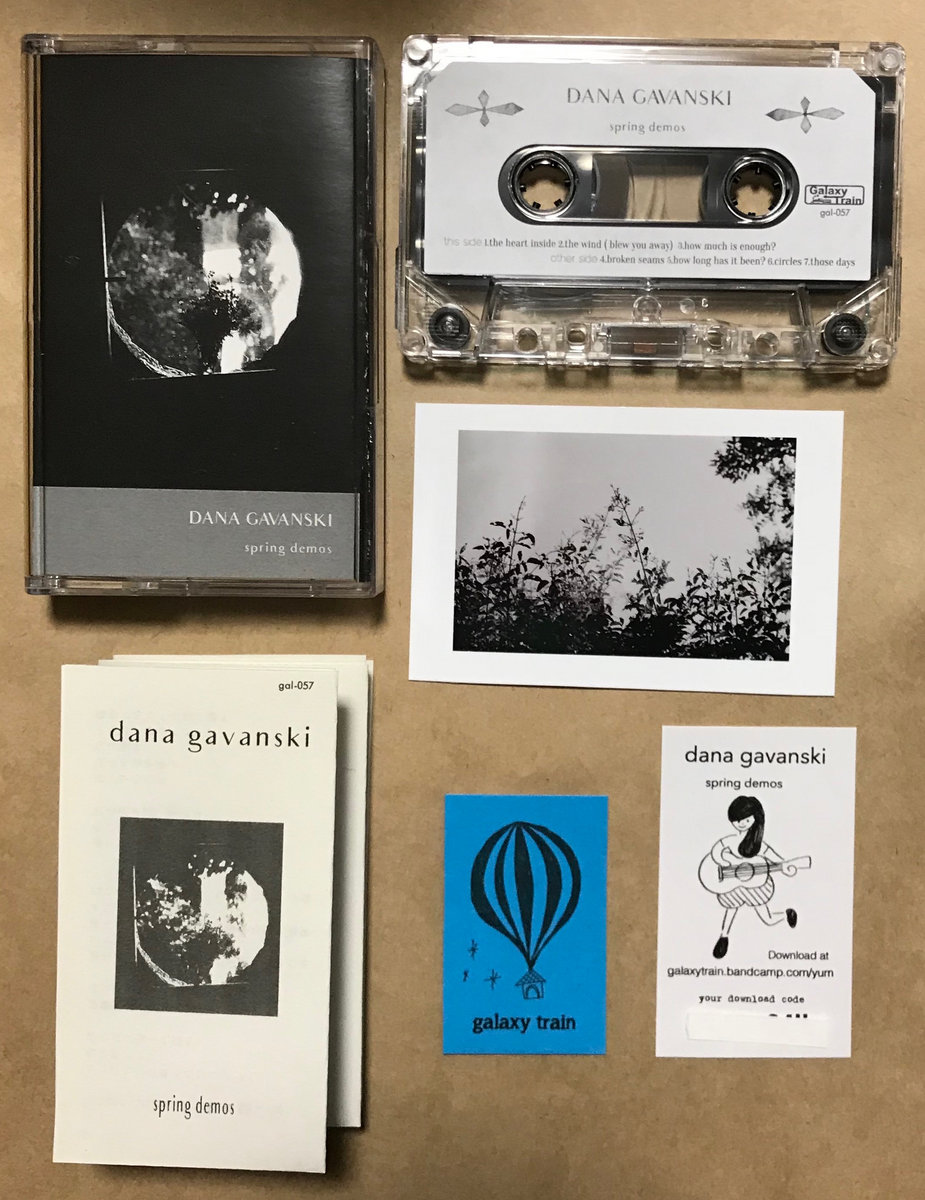 DANA GAVANSKI
spring demos
DANA GAVANSKI
spring demos
Galaxy
Train
gal-057
this side 1.the heart inside 2.the wind ( blew you away) 3.how much is enough?
other side 4.broken seams 5.how long has it been? 6.circles 7.those days
gal-057
dana gavanski
spring demos
galaxy train
dana gavanski
spring demos
Download at
galaxytrain.bandcamp.com/yum
your download code